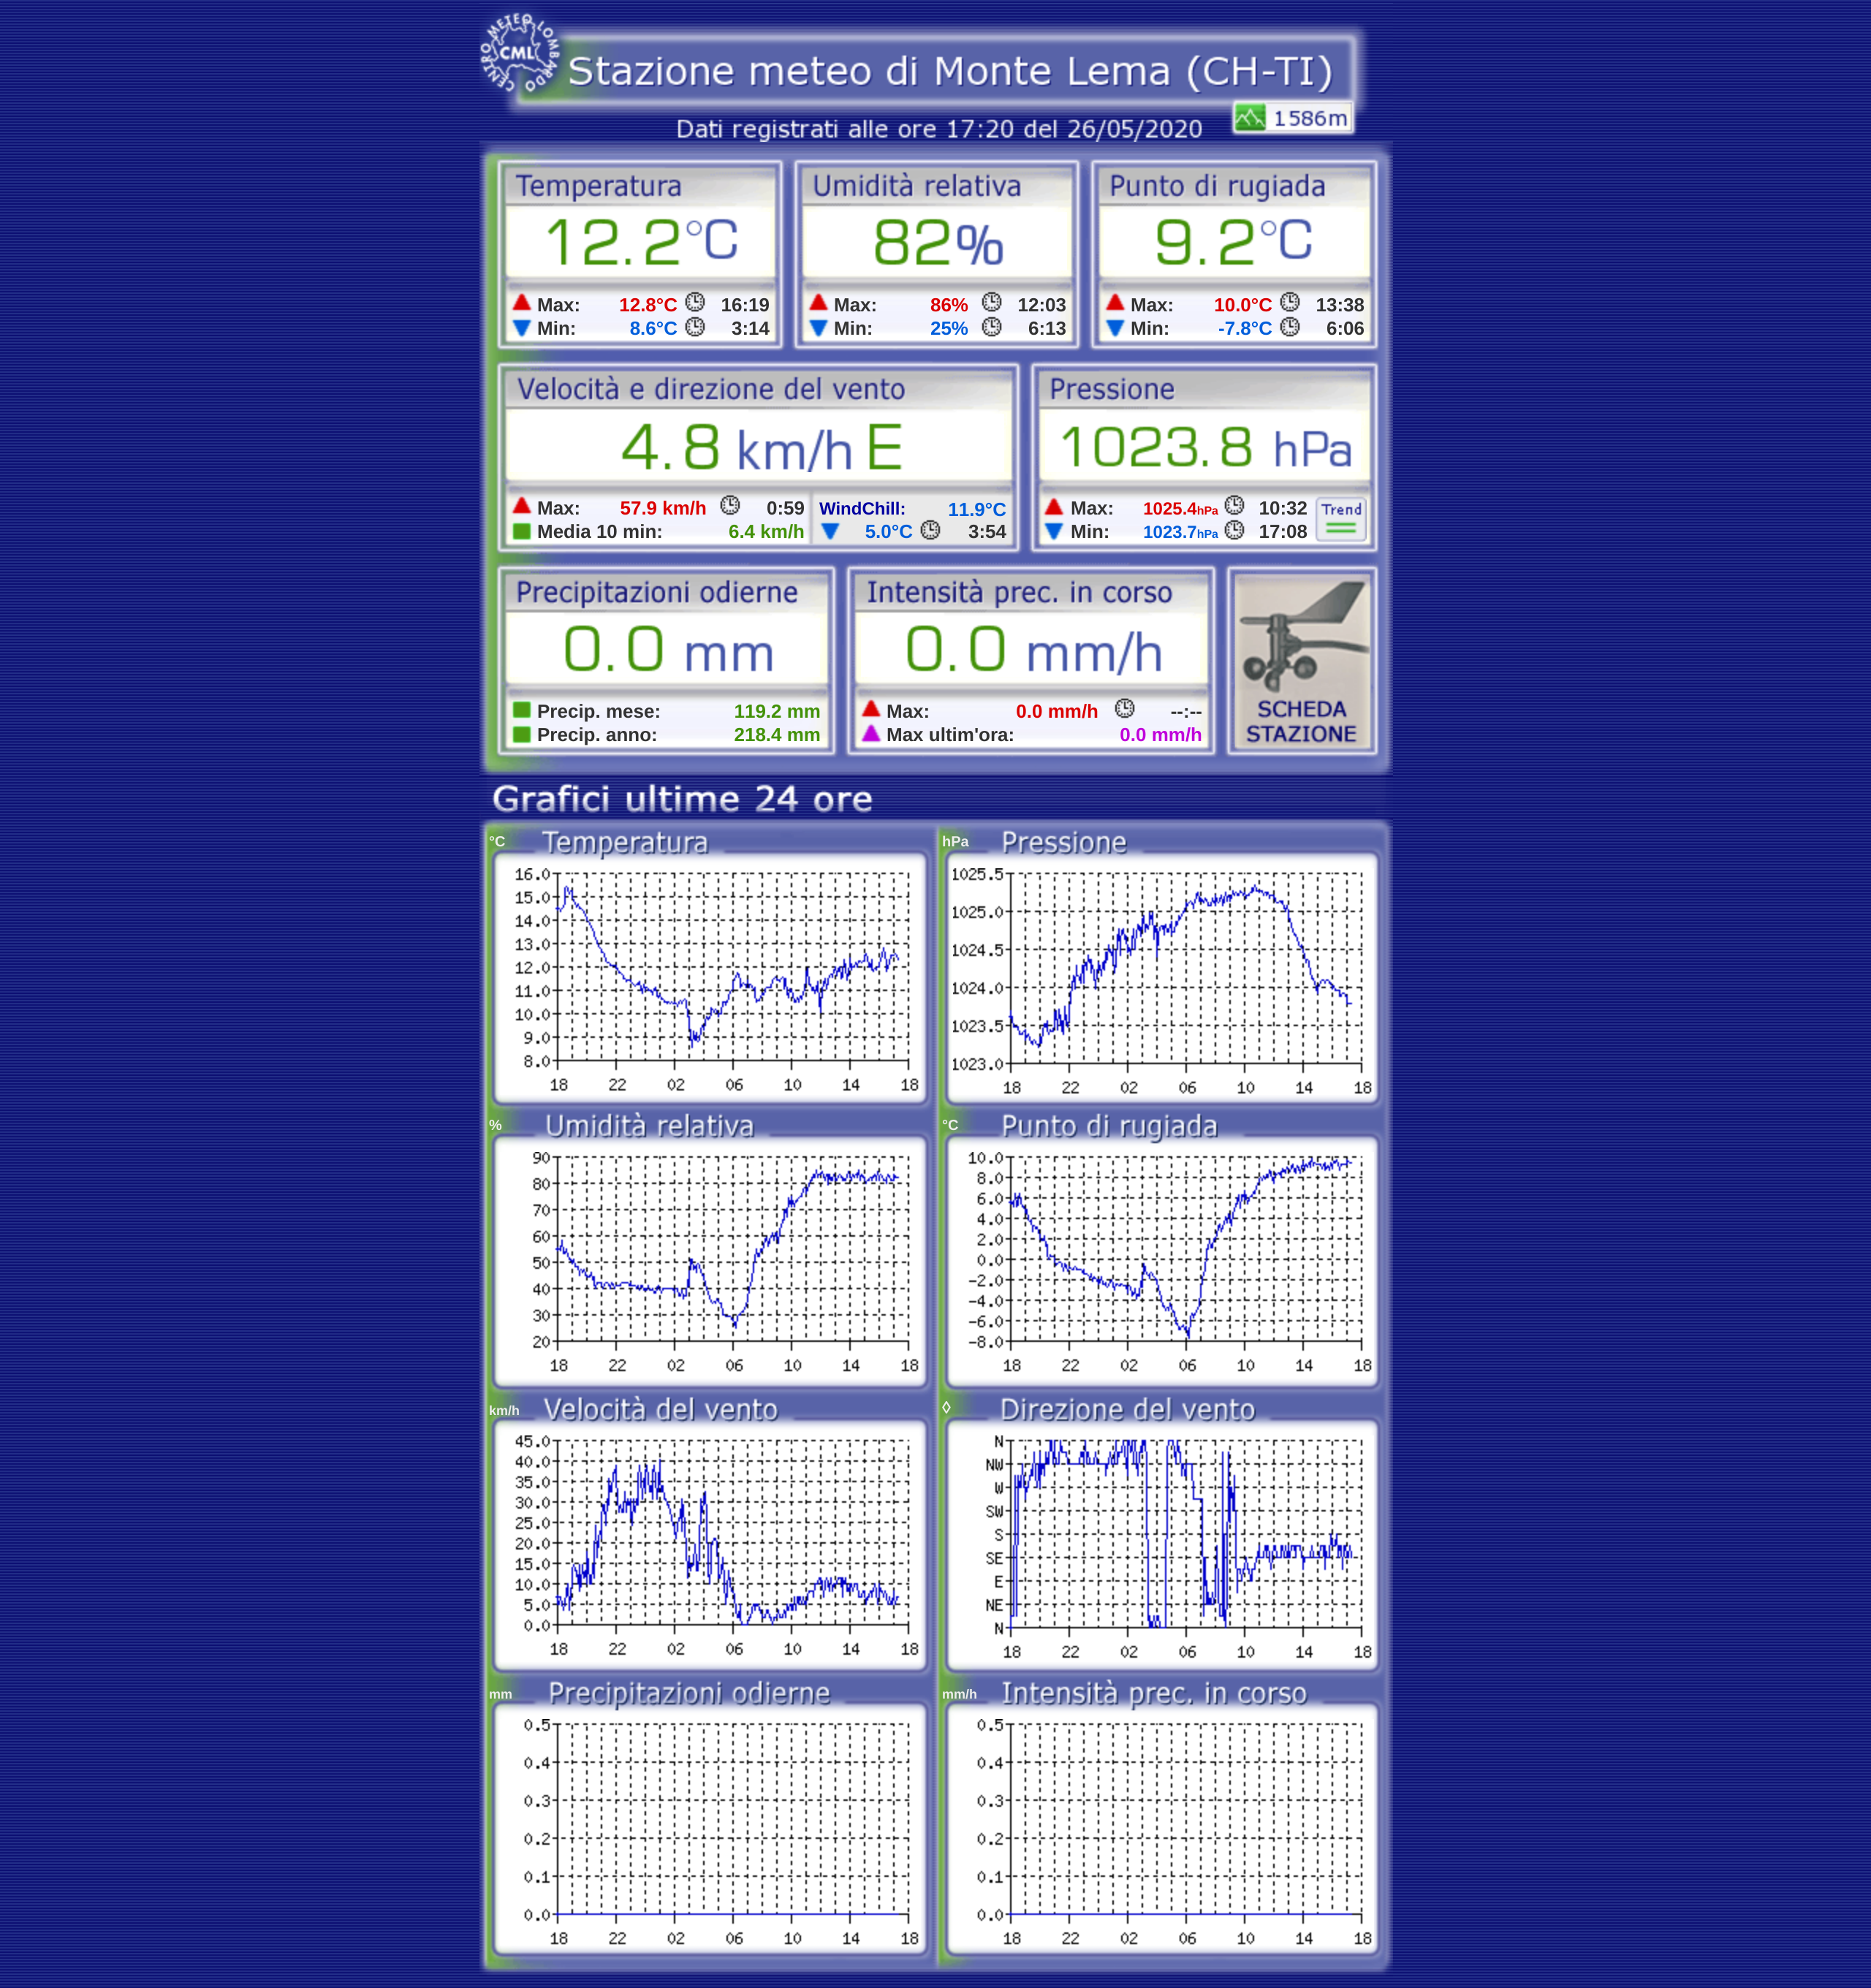 CENTRO METEO LOMBARDO
CML
Stazione meteo di Monte Lema (CH-TI)
1586m
Dati registrati alle ore 17:20 del 26/05/2020
Temperatura
12.2°C
Max: 12.8°C 16:19
Min: 8.6°C 3:14
Umidità relativa
82%
Max: 86% 12:03
Min: 25% 6:13
Punto di rugiada
9.2°C
Max: 10.0°C 13:38
Min: -7.8°C 6:06
Velocità e direzione del vento
4.8 km/h E
Max: 57.9 km/h 0:59
Media 10 min: 6.4 km/h
WindChill: 11.9°C
5.0°C 3:54
Pressione
1023.8 hPa
Max: 1025.4hPa 10:32
Min: 1023.7hPa 17:08
Trend
Precipitazioni odierne
0.0 mm
Precip. mese: 119.2 mm
Precip. anno: 218.4 mm
Intensità prec. in corso
0.0 mm/h
Max: 0.0 mm/h --:--
Max ultim'ora: 0.0 mm/h
SCHEDA
STAZIONE
Grafici ultime 24 ore
°C Temperatura
16.0
15.0
14.0
13.0
12.0
11.0
10.0
9.0
8.0
18 22 02 06 10 14 18
hPa Pressione
1025.5
1025.0
1024.5
1024.0
1023.5
1023.0
18 22 02 06 10 14 18
% Umidità relativa
90
80
70
60
50
40
30
20
18 22 02 06 10 14 18
°C Punto di rugiada
10.0
8.0
6.0
4.0
2.0
0.0
-2.0
-4.0
-6.0
-8.0
18 22 02 06 10 14 18
km/h Velocità del vento
45.0
40.0
35.0
30.0
25.0
20.0
15.0
10.0
5.0
0.0
18 22 02 06 10 14 18
◊ Direzione del vento
N
NW
W
SW
S
SE
E
NE
N
18 22 02 06 10 14 18
mm Precipitazioni odierne
0.5
0.4
0.3
0.2
0.1
0.0
18 22 02 06 10 14 18
mm/h Intensità prec. in corso
0.5
0.4
0.3
0.2
0.1
0.0
18 22 02 06 10 14 18